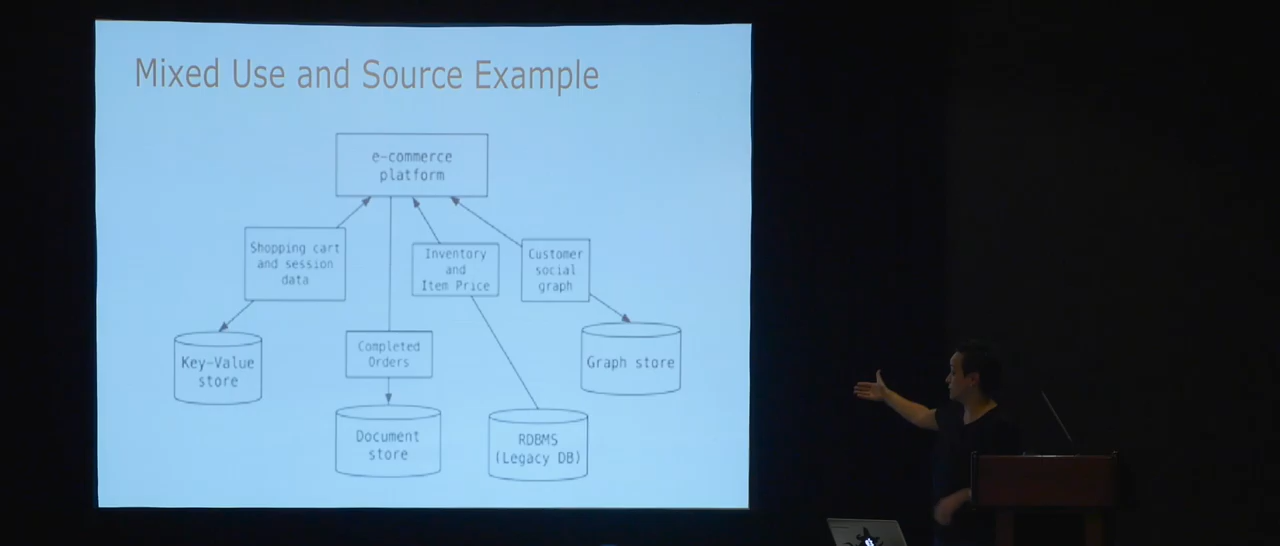 Mixed Use and Source Example
e-commerce
platform
Shopping cart
and session
data
Inventory
and
Item Price
Customer
social
graph
Completed
Orders
Key-Value
store
Graph store
Document
store
RDBMS
(Legacy DB)